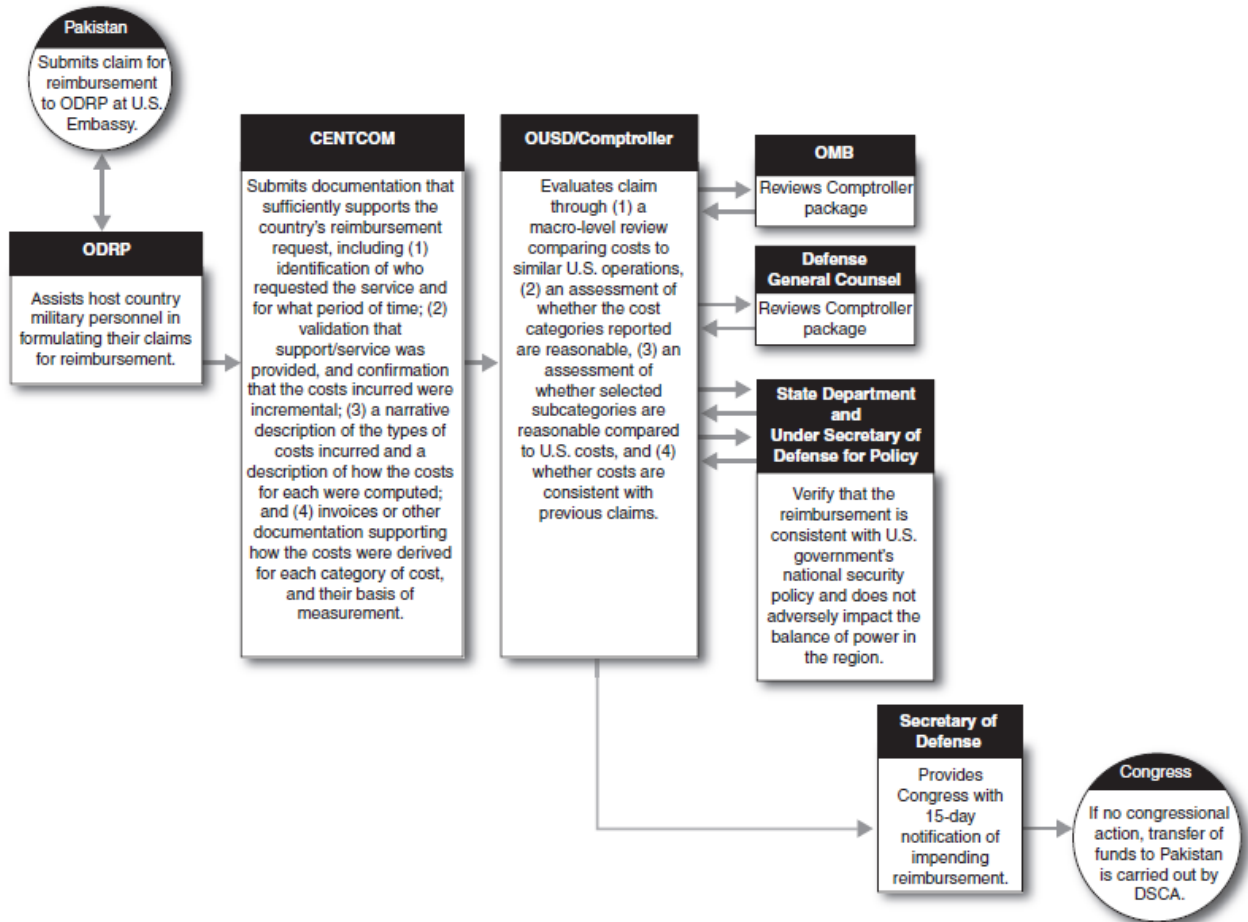 Pakistan
Submits claim for
reimbursement
to ODRP at U.S.
Embassy.
ODRP
Assists host country
military personnel in
formulating their claims
for reimbursement.
CENTCOM
Submits documentation that
sufficiently supports the
country's reimbursement
request, including (1)
identification of who
requested the service and
for what period of time; (2)
validation that
support/service was
provided, and confirmation
that the costs incurred were
incremental; (3) a narrative
description of the types of
costs incurred and a
description of how the costs
for each were computed;
and (4) invoices or other
documentation supporting
how the costs were derived
for each category of cost,
and their basis of
measurement.
OUSD/Comptroller
Evaluates claim
through (1) a
macro-level review
comparing costs to
similar U.S. operations,
(2) an assessment of
whether the cost
categories reported
are reasonable, (3) an
assessment of
whether selected
subcategories are
reasonable compared
to U.S. costs, and (4)
whether costs are
consistent with
previous claims.
OMB
Reviews Comptroller
package
Defense
General Counsel
Reviews Comptroller
package
State Department
and
Under Secretary of
Defense for Policy
Verify that the
reimbursement is
consistent with U.S.
government's
national security
policy and does not
adversely impact the
balance of power in
the region.
Secretary of
Defense
Provides
Congress with
15-day
notification of
impending
reimbursement.
Congress
If no congressional
action, transfer of
funds to Pakistan
is carried out by
DSCA.